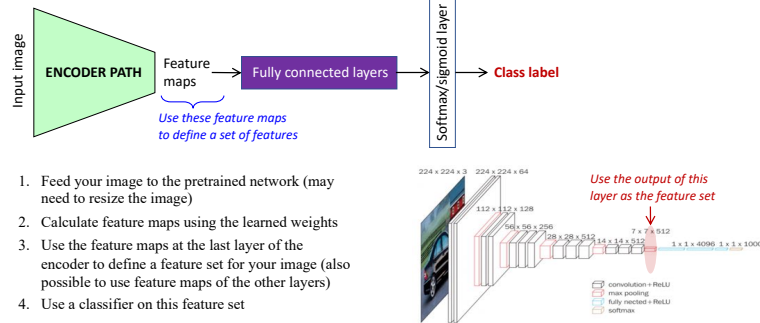 Input image
ENCODER PATH
Feature
maps
Fully connected layers
Softmax/sigmoid layer
Class label
Use these feature maps
to define a set of features
1. Feed your image to the pretrained network (may
need to resize the image)
2. Calculate feature maps using the learned weights
3. Use the feature maps at the last layer of the
encoder to define a feature set for your image (also
possible to use feature maps of the other layers)
4. Use a classifier on this feature set
Use the output of this
layer as the feature set
224 x 224 x 3 224 x 224 x 64
112 x 112 x 128
56 x 56 x 256
28 x 28 x 512
14 x 14 x 512
7 x 7 x 512
1 x 1 x 4096 1 x 1 x 1000
convolution+ReLU
max pooling
fully nected+ReLU
softmax